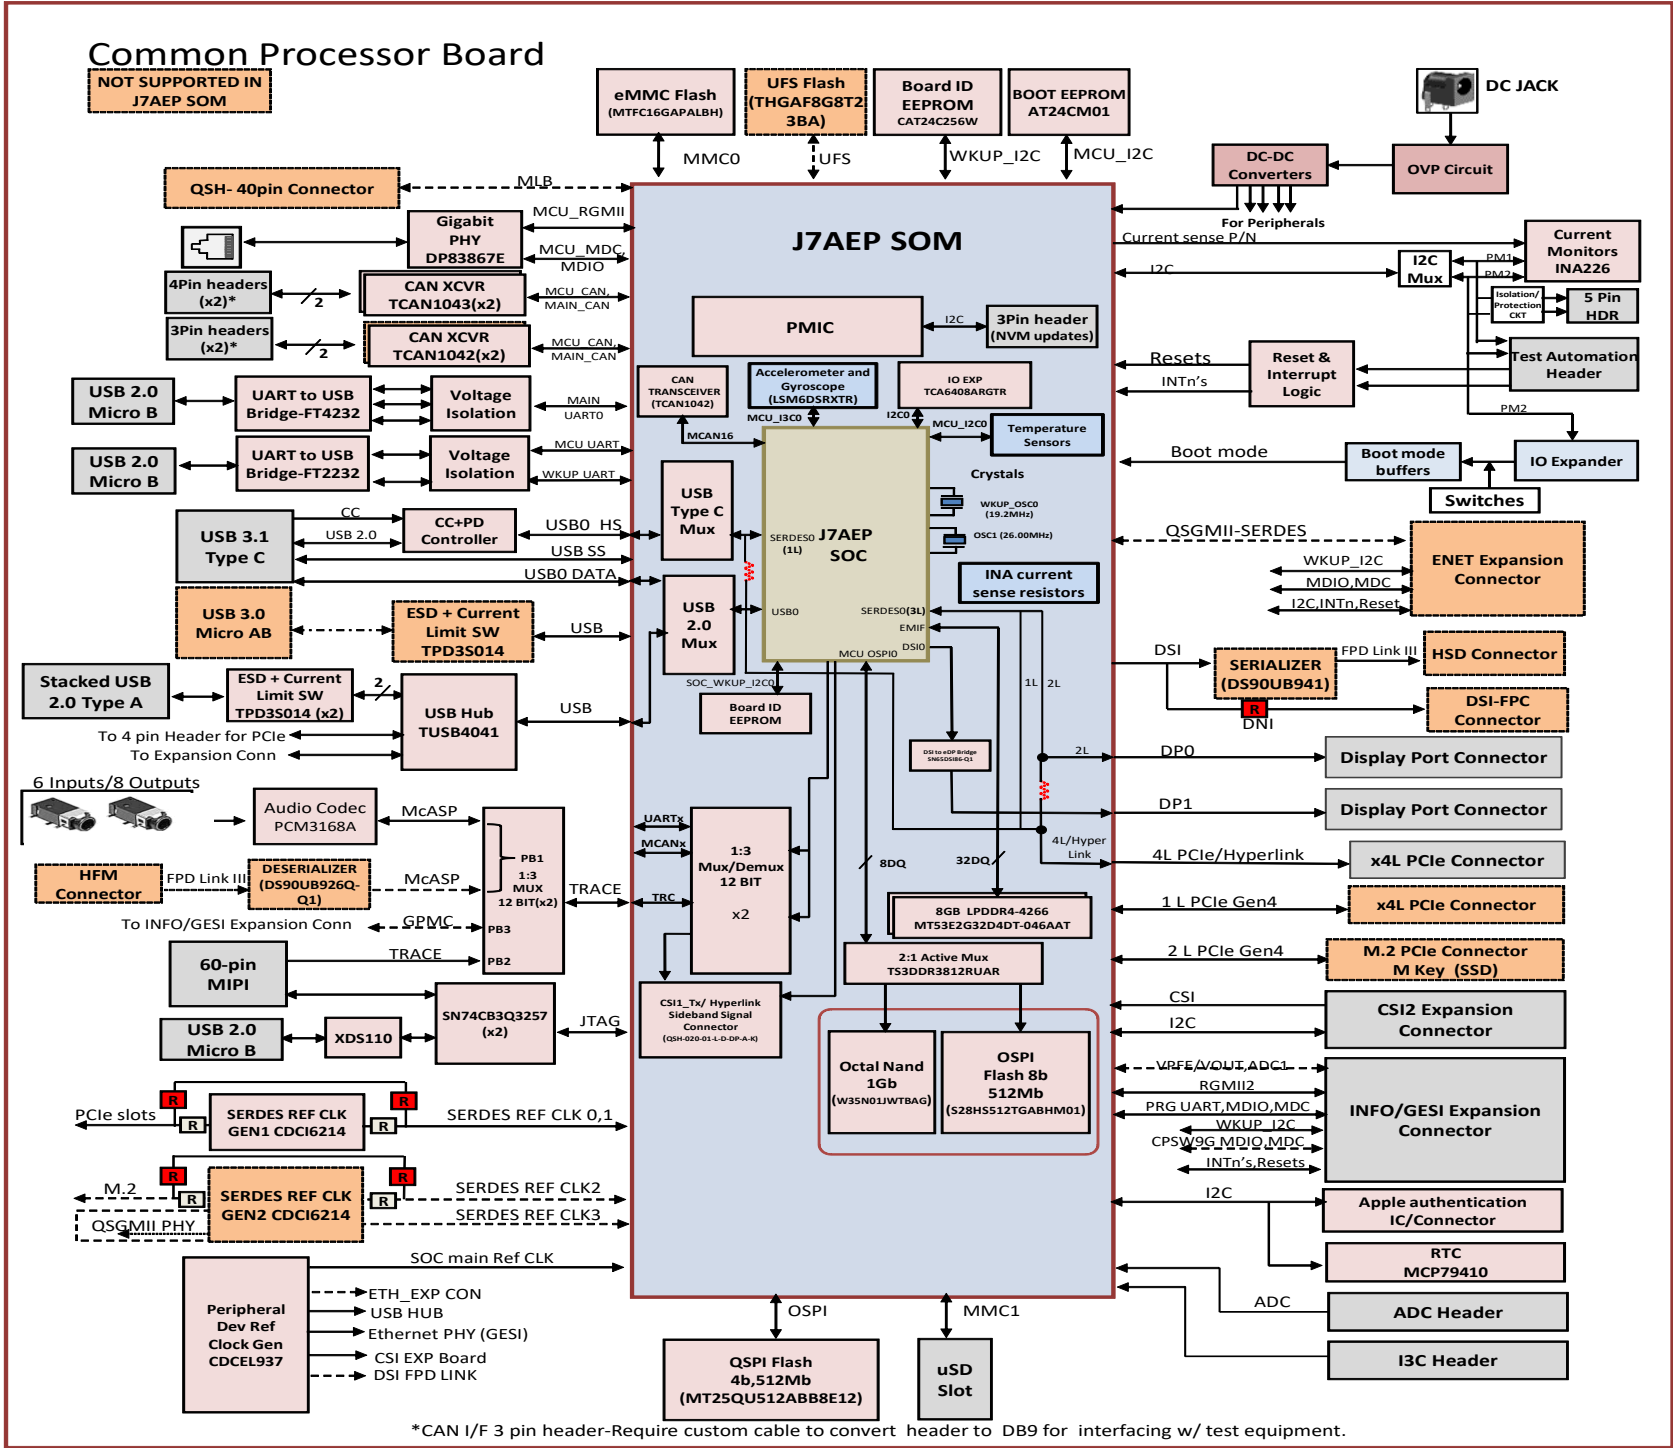 Common Processor Board
NOT SUPPORTED IN
J7AEP SOM
eMMC Flash
(MTFC16GAPALBH)
UFS Flash
(THGAF8G8T2
3BA)
Board ID
EEPROM
CAT24C256W
BOOT EEPROM
AT24CM01
DC JACK
MMC0
UFS
WKUP_I2C
MCU_I2C
DC-DC
Converters
OVP Circuit
For Peripherals
QSH- 40pin Connector
MLB
MCU_RGMII
Gigabit
PHY
DP83867E
MCU_MDC,
MDIO
4Pin headers
(x2)*
2
CAN XCVR
TCAN1043(x2)
MCU_CAN,
MAIN_CAN
3Pin headers
(x2)*
2
CAN XCVR
TCAN1042(x2)
MCU_CAN,
MAIN_CAN
USB 2.0
Micro B
UART to USB
Bridge-FT4232
Voltage
Isolation
MAIN
UART0
USB 2.0
Micro B
UART to USB
Bridge-FT2232
Voltage
Isolation
MCU UART
WKUP UART
USB 3.1
Type C
CC
USB 2.0
CC+PD
Controller
USB0_HS
USB SS
USB0 DATA
USB 3.0
Micro AB
ESD + Current
Limit SW
TPD3S014
USB
Stacked USB
2.0 Type A
ESD + Current
Limit SW
TPD3S014 (x2)
2
USB Hub
TUSB4041
USB
To 4 pin Header for PCIe
To Expansion Conn
6 Inputs/8 Outputs
Audio Codec
PCM3168A
McASP
HFM
Connector
FPD Link III
DESERIALIZER
(DS90UB926Q-
Q1)
McASP
PB1
1:3
MUX
12 BIT(x2)
TRACE
To INFO/GESI Expansion Conn
GPMC
PB3
60-pin
MIPI
TRACE
PB2
USB 2.0
Micro B
XDS110
SN74CB3Q3257
(x2)
JTAG
PCIe slots
R
R
R
R
SERDES REF CLK
GEN1 CDCI6214
SERDES REF CLK 0,1
M.2
R
R
R
R
SERDES REF CLK
GEN2 CDCI6214
SERDES REF CLK2
SERDES REF CLK3
QSGMII PHY
Peripheral
Dev Ref
Clock Gen
CDCEL937
SOC main Ref CLK
ETH_EXP CON
USB HUB
Ethernet PHY (GESI)
CSI EXP Board
DSI FPD LINK
J7AEP SOM
PMIC
I2C
3Pin header
(NVM updates)
CAN
TRANSCEIVER
(TCAN1042)
Accelerometer and
Gyroscope
(LSM6DSRXTR)
IO EXP
TCA6408ARGTR
MCU_I3C0
I2C0
MCAN16
MCU_I2C0
Temperature
Sensors
USB
Type C
Mux
SERDES0
(1L)
J7AEP
SOC
Crystals
WKUP_OSC0
(19.2MHz)
OSC1 (26.00MHz)
INA current
sense resistors
USB
2.0
Mux
USB0
SERDES0(3L)
EMIF
DSI0
MCU OSPI0
SOC_WKUP_I2C0
Board ID
EEPROM
1L
2L
DSI to eDP Bridge
SN65DSI86-Q1
2L
4L/Hyper
Link
UARTx
MCANx
TRC
1:3
Mux/Demux
12 BIT
x2
8DQ
32DQ
8GB LPDDR4-4266
MT53E2G32D4DT-046AAT
2:1 Active Mux
TS3DDR3812RUAR
CSI1_Tx/ Hyperlink
Sideband Signal
Connector
(QSH-020-01-L-D-DP-A-K)
Octal Nand
1Gb
(W35N01JWTBAG)
OSPI
Flash 8b
512Mb
(S28HS512TGABHM01)
OSPI
MMC1
QSPI Flash
4b,512Mb
(MT25QU512ABB8E12)
uSD
Slot
Current sense P/N
I2C
I2C
Mux
PM1
PM2
Current
Monitors
INA226
Isolation/
Protection
CKT
5 Pin
HDR
Resets
INTn's
Reset &
Interrupt
Logic
Test Automation
Header
PM2
Boot mode
Boot mode
buffers
IO Expander
Switches
QSGMII-SERDES
WKUP_I2C
MDIO,MDC
I2C,INTn,Reset
ENET Expansion
Connector
DSI
SERIALIZER
(DS90UB941)
FPD Link III
HSD Connector
R
DNI
DSI-FPC
Connector
DP0
Display Port Connector
DP1
Display Port Connector
4L PCIe/Hyperlink
x4L PCIe Connector
1 L PCIe Gen4
x4L PCIe Connector
2 L PCIe Gen4
M.2 PCIe Connector
M Key (SSD)
CSI
I2C
CSI2 Expansion
Connector
VPFE/VOUT,ADC1
RGMII2
PRG UART,MDIO,MDC
WKUP_I2C
CPSW9G MDIO,MDC
INTn's,Resets
INFO/GESI Expansion
Connector
I2C
Apple authentication
IC/Connector
RTC
MCP79410
ADC
ADC Header
I3C Header
*CAN I/F 3 pin header-Require custom cable to convert header to DB9 for interfacing w/ test equipment.